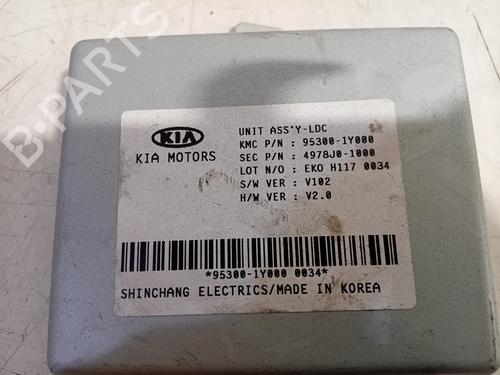 B-PARTS
KIA
KIA MOTORS
UNIT ASS'Y-LDC
KMC P/N : 95300-1Y000
SEC P/N : 4978J0-1000
LOT N/O : EKO H117 0034
S/W VER : V102
H/W VER : V2.0
*95300-1Y000 0034*
SHINCHANG ELECTRICS/MADE IN KOREA